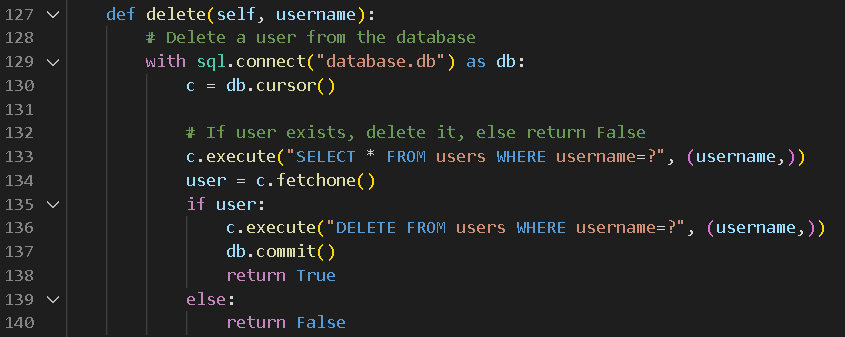 127 def delete(self, username):
128 # Delete a user from the database
129 with sql.connect("database.db") as db:
130 c = db.cursor()
131
132 # If user exists, delete it, else return False
133 c.execute("SELECT * FROM users WHERE username=?", (username,))
134 user = c.fetchone()
135 if user:
136 c.execute("DELETE FROM users WHERE username=?", (username,))
137 db.commit()
138 return True
139 else:
140 return False